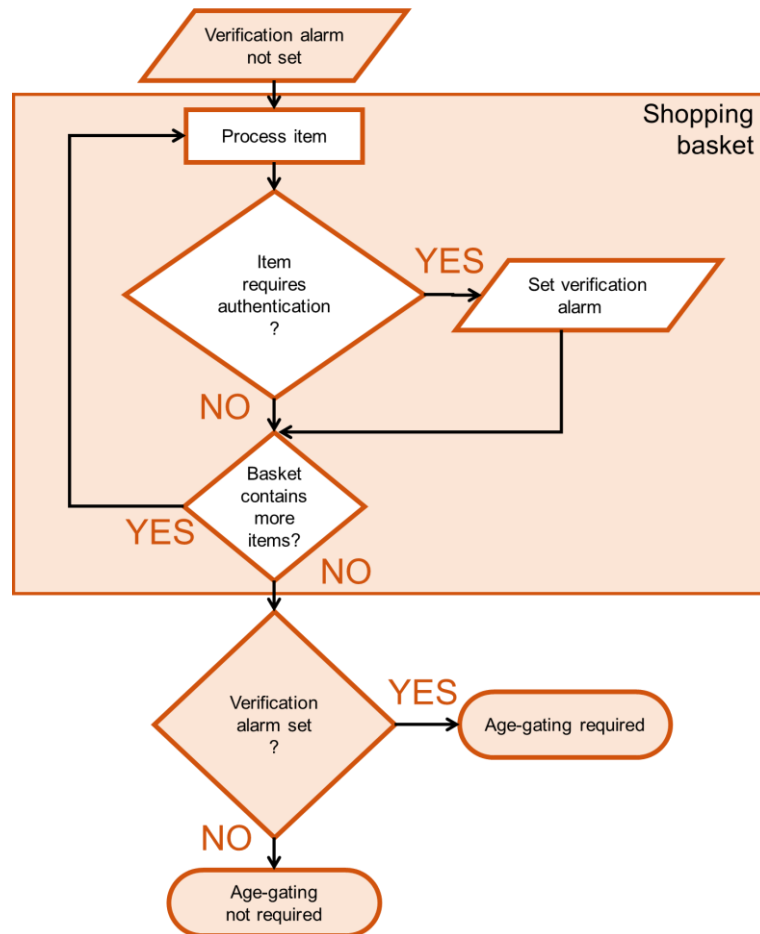 Verification alarm
not set
Shopping
basket
Process item
Item
requires
authentication
?
YES
Set verification
alarm
NO
Basket
contains
more
items?
YES
NO
Verification
alarm set
?
YES
Age-gating required
NO
Age-gating
not required